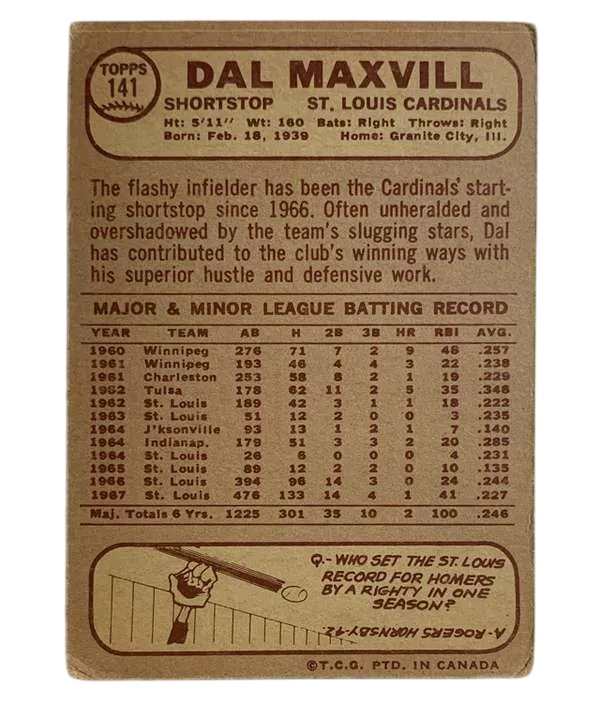 TOPPS
141
DAL MAXVILL
SHORTSTOP ST. LOUIS CARDINALS
Ht: 5'11" Wt: 160 Bats: Right Throws: Right
Born: Feb. 18, 1939 Home: Granite City, Ill.
The flashy infielder has been the Cardinals' start-
ing shortstop since 1966. Often unheralded and
overshadowed by the team's slugging stars, Dal
has contributed to the club's winning ways with
his superior hustle and defensive work.
MAJOR & MINOR LEAGUE BATTING RECORD
YEAR TEAM AB H 2B 3B HR RBI AVG.
1960 Winnipeg 276 71 7 2 9 48 .257
1961 Winnipeg 193 46 4 4 3 22 .238
1961 Charleston 253 58 8 2 1 19 .229
1962 Tulsa 178 62 11 2 5 35 .348
1962 St. Louis 189 42 3 1 1 18 .222
1963 St. Louis 51 12 2 0 0 3 .235
1964 J'ksonville 93 13 1 2 1 7 .140
1964 Indianap. 179 51 3 3 2 20 .285
1964 St. Louis 26 6 0 0 0 4 .231
1965 St. Louis 89 12 2 2 0 10 .135
1966 St. Louis 394 96 14 3 0 24 .244
1967 St. Louis 476 133 14 4 1 41 .227
Maj. Totals 6 Yrs. 1225 301 35 10 2 100 .246
Q.-WHO SET THE ST. LOUIS
RECORD FOR HOMERS
BY A RIGHTY IN ONE
SEASON?
A-ROGERS HORNSBY-42.
©T.C.G. PTD. IN CANADA